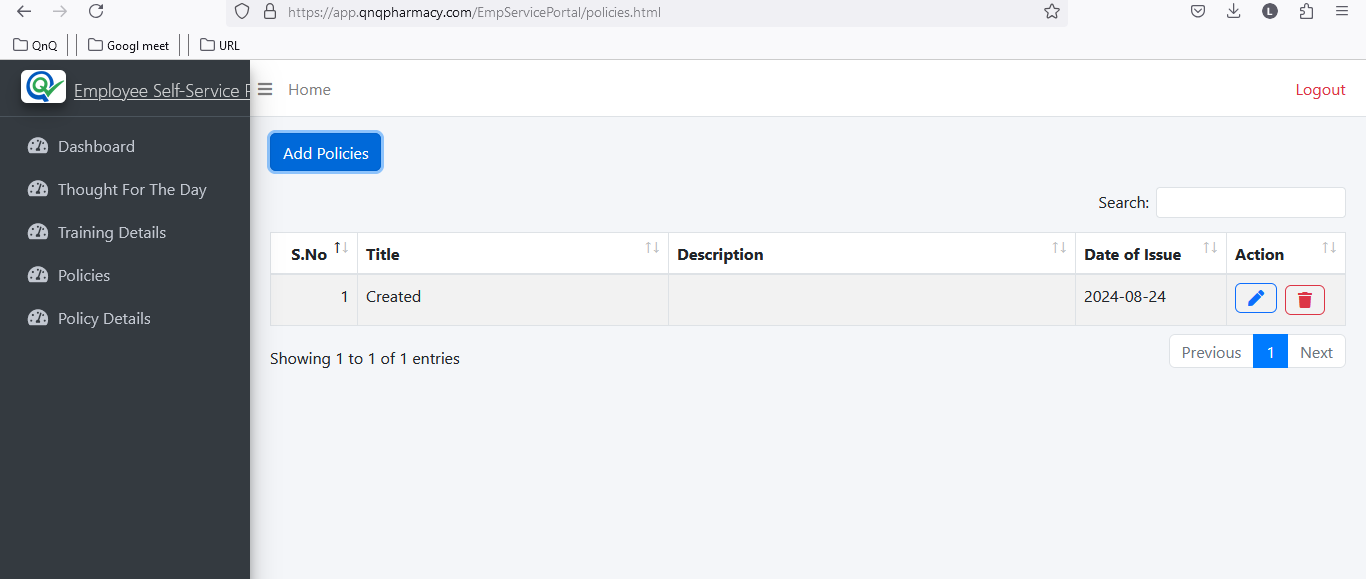 https://app.qnqpharmacy.com/EmpServicePortal/policies.html
L
QnQ Googl meet URL
Employee Self-Service
Home
Logout
Dashboard
Thought For The Day
Training Details
Policies
Policy Details
Add Policies
Search:
S.No Title Description Date of Issue Action
1 Created 2024-08-24
Showing 1 to 1 of 1 entries
Previous 1 Next